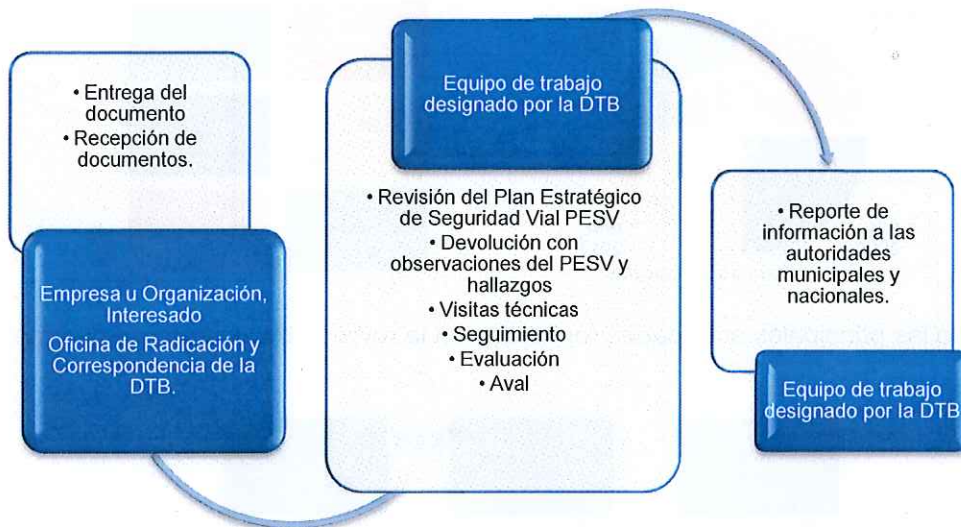 • Entrega del
documento
• Recepción de
documentos.
Empresa u Organización,
Interesado
Oficina de Radicación y
Correspondencia de la
DTB.
Equipo de trabajo
designado por la DTB
• Revisión del Plan Estratégico
de Seguridad Vial PESV
• Devolución con
observaciones del PESV y
hallazgos
• Visitas técnicas
• Seguimiento
• Evaluación
• Aval
• Reporte de
información a las
autoridades
municipales y
nacionales.
Equipo de trabajo
designado por la DTB